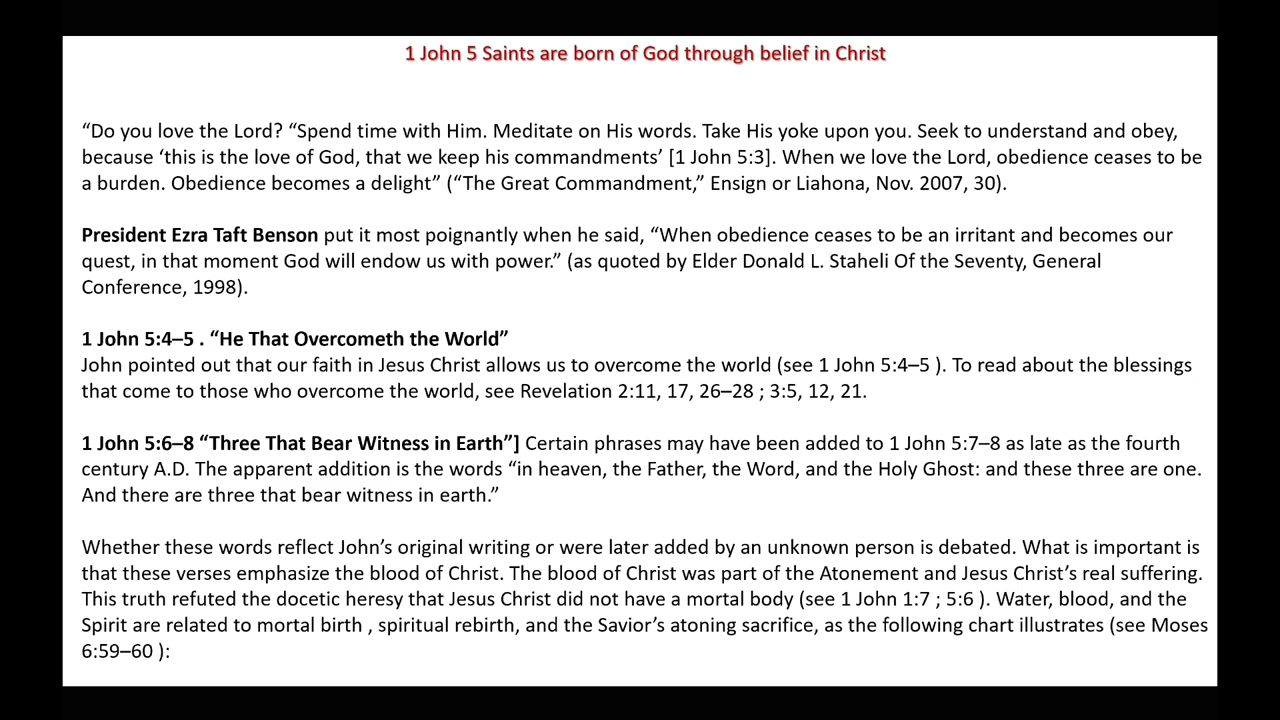 1 John 5 Saints are born of God through belief in Christ
“Do you love the Lord? “Spend time with Him. Meditate on His words. Take His yoke upon you. Seek to understand and obey,
because ‘this is the love of God, that we keep his commandments’ [1 John 5:3]. When we love the Lord, obedience ceases to be
a burden. Obedience becomes a delight” (“The Great Commandment,” Ensign or Liahona, Nov. 2007, 30).
President Ezra Taft Benson put it most poignantly when he said, “When obedience ceases to be an irritant and becomes our
quest, in that moment God will endow us with power.” (as quoted by Elder Donald L. Staheli Of the Seventy, General
Conference, 1998).
1 John 5:4–5 . “He That Overcometh the World”
John pointed out that our faith in Jesus Christ allows us to overcome the world (see 1 John 5:4–5 ). To read about the blessings
that come to those who overcome the world, see Revelation 2:11, 17, 26–28 ; 3:5, 12, 21.
1 John 5:6–8 “Three That Bear Witness in Earth”] Certain phrases may have been added to 1 John 5:7–8 as late as the fourth
century A.D. The apparent addition is the words “in heaven, the Father, the Word, and the Holy Ghost: and these three are one.
And there are three that bear witness in earth.”
Whether these words reflect John’s original writing or were later added by an unknown person is debated. What is important is
that these verses emphasize the blood of Christ. The blood of Christ was part of the Atonement and Jesus Christ’s real suffering.
This truth refuted the docetic heresy that Jesus Christ did not have a mortal body (see 1 John 1:7 ; 5:6 ). Water, blood, and the
Spirit are related to mortal birth , spiritual rebirth, and the Savior’s atoning sacrifice, as the following chart illustrates (see Moses
6:59–60 ):